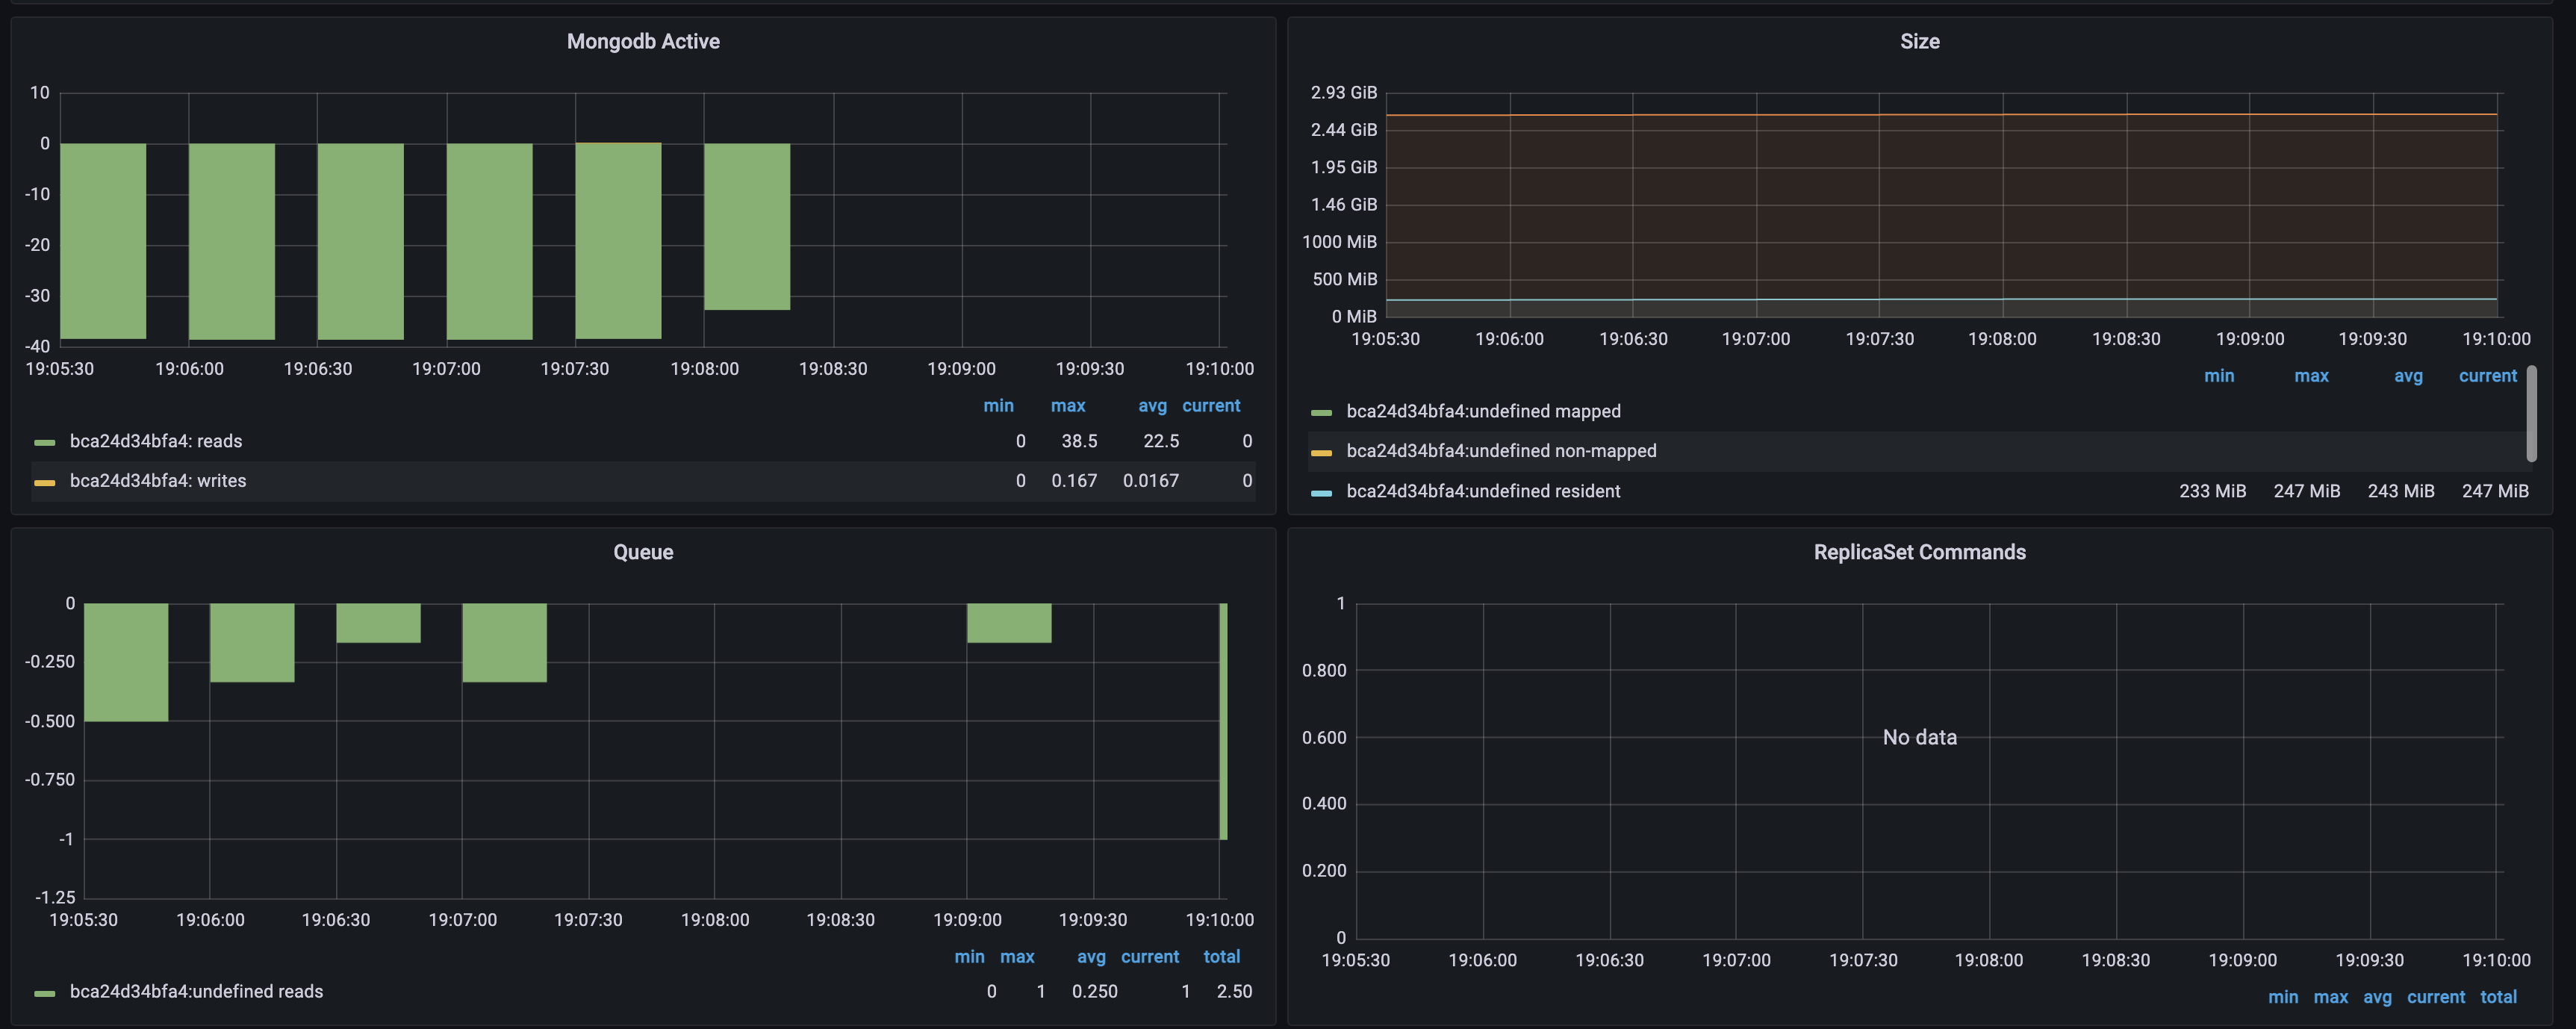 Mongodb Active
10
0
-10
-20
-30
-40
19:05:30 19:06:00 19:06:30 19:07:00 19:07:30 19:08:00 19:08:30 19:09:00 19:09:30 19:10:00
min max avg current
bca24d34bfa4: reads 0 38.5 22.5 0
bca24d34bfa4: writes 0 0.167 0.0167 0
Size
2.93 GiB
2.44 GiB
1.95 GiB
1.46 GiB
1000 MiB
500 MiB
0 MiB
19:05:30 19:06:00 19:06:30 19:07:00 19:07:30 19:08:00 19:08:30 19:09:00 19:09:30 19:10:00
min max avg current
bca24d34bfa4:undefined mapped
bca24d34bfa4:undefined non-mapped
bca24d34bfa4:undefined resident 233 MiB 247 MiB 243 MiB 247 MiB
Queue
0
-0.250
-0.500
-0.750
-1
-1.25
19:05:30 19:06:00 19:06:30 19:07:00 19:07:30 19:08:00 19:08:30 19:09:00 19:09:30 19:10:00
min max avg current total
bca24d34bfa4:undefined reads 0 1 0.250 1 2.50
ReplicaSet Commands
1
0.800
0.600
0.400
0.200
0
No data
19:05:30 19:06:00 19:06:30 19:07:00 19:07:30 19:08:00 19:08:30 19:09:00 19:09:30 19:10:00
min max avg current total